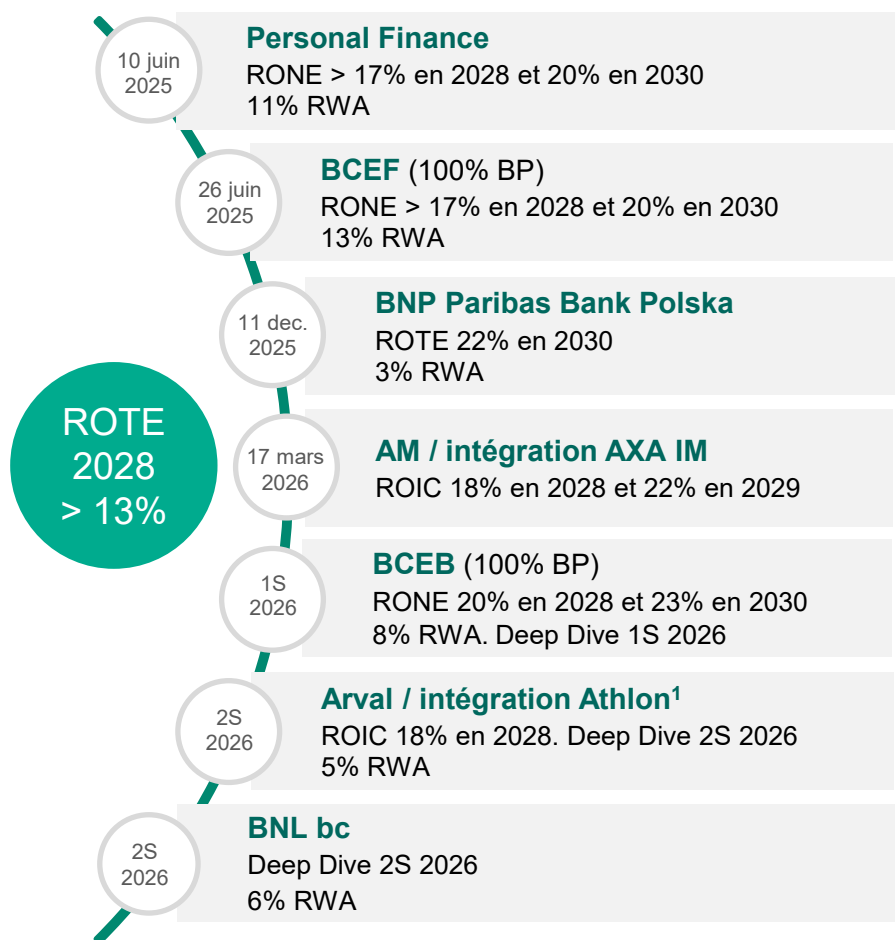 10 juin
2025
Personal Finance
RONE > 17% en 2028 et 20% en 2030
11% RWA
26 juin
2025
BCEF (100% BP)
RONE > 17% en 2028 et 20% en 2030
13% RWA
11 dec.
2025
BNP Paribas Bank Polska
ROTE 22% en 2030
3% RWA
ROTE
2028
> 13%
17 mars
2026
AM / intégration AXA IM
ROIC 18% en 2028 et 22% en 2029
1S
2026
BCEB (100% BP)
RONE 20% en 2028 et 23% en 2030
8% RWA. Deep Dive 1S 2026
2S
2026
Arval / intégration Athlon¹
ROIC 18% en 2028. Deep Dive 2S 2026
5% RWA
2S
2026
BNL bc
Deep Dive 2S 2026
6% RWA